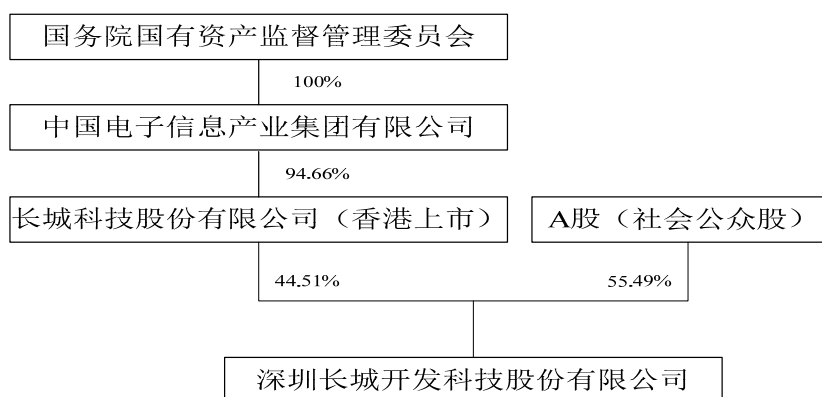 国务院国有资产监督管理委员会
100%
中国电子信息产业集团有限公司
94.66%
长城科技股份有限公司（香港上市）
A股（社会公众股）
44.51%
55.49%
深圳长城开发科技股份有限公司